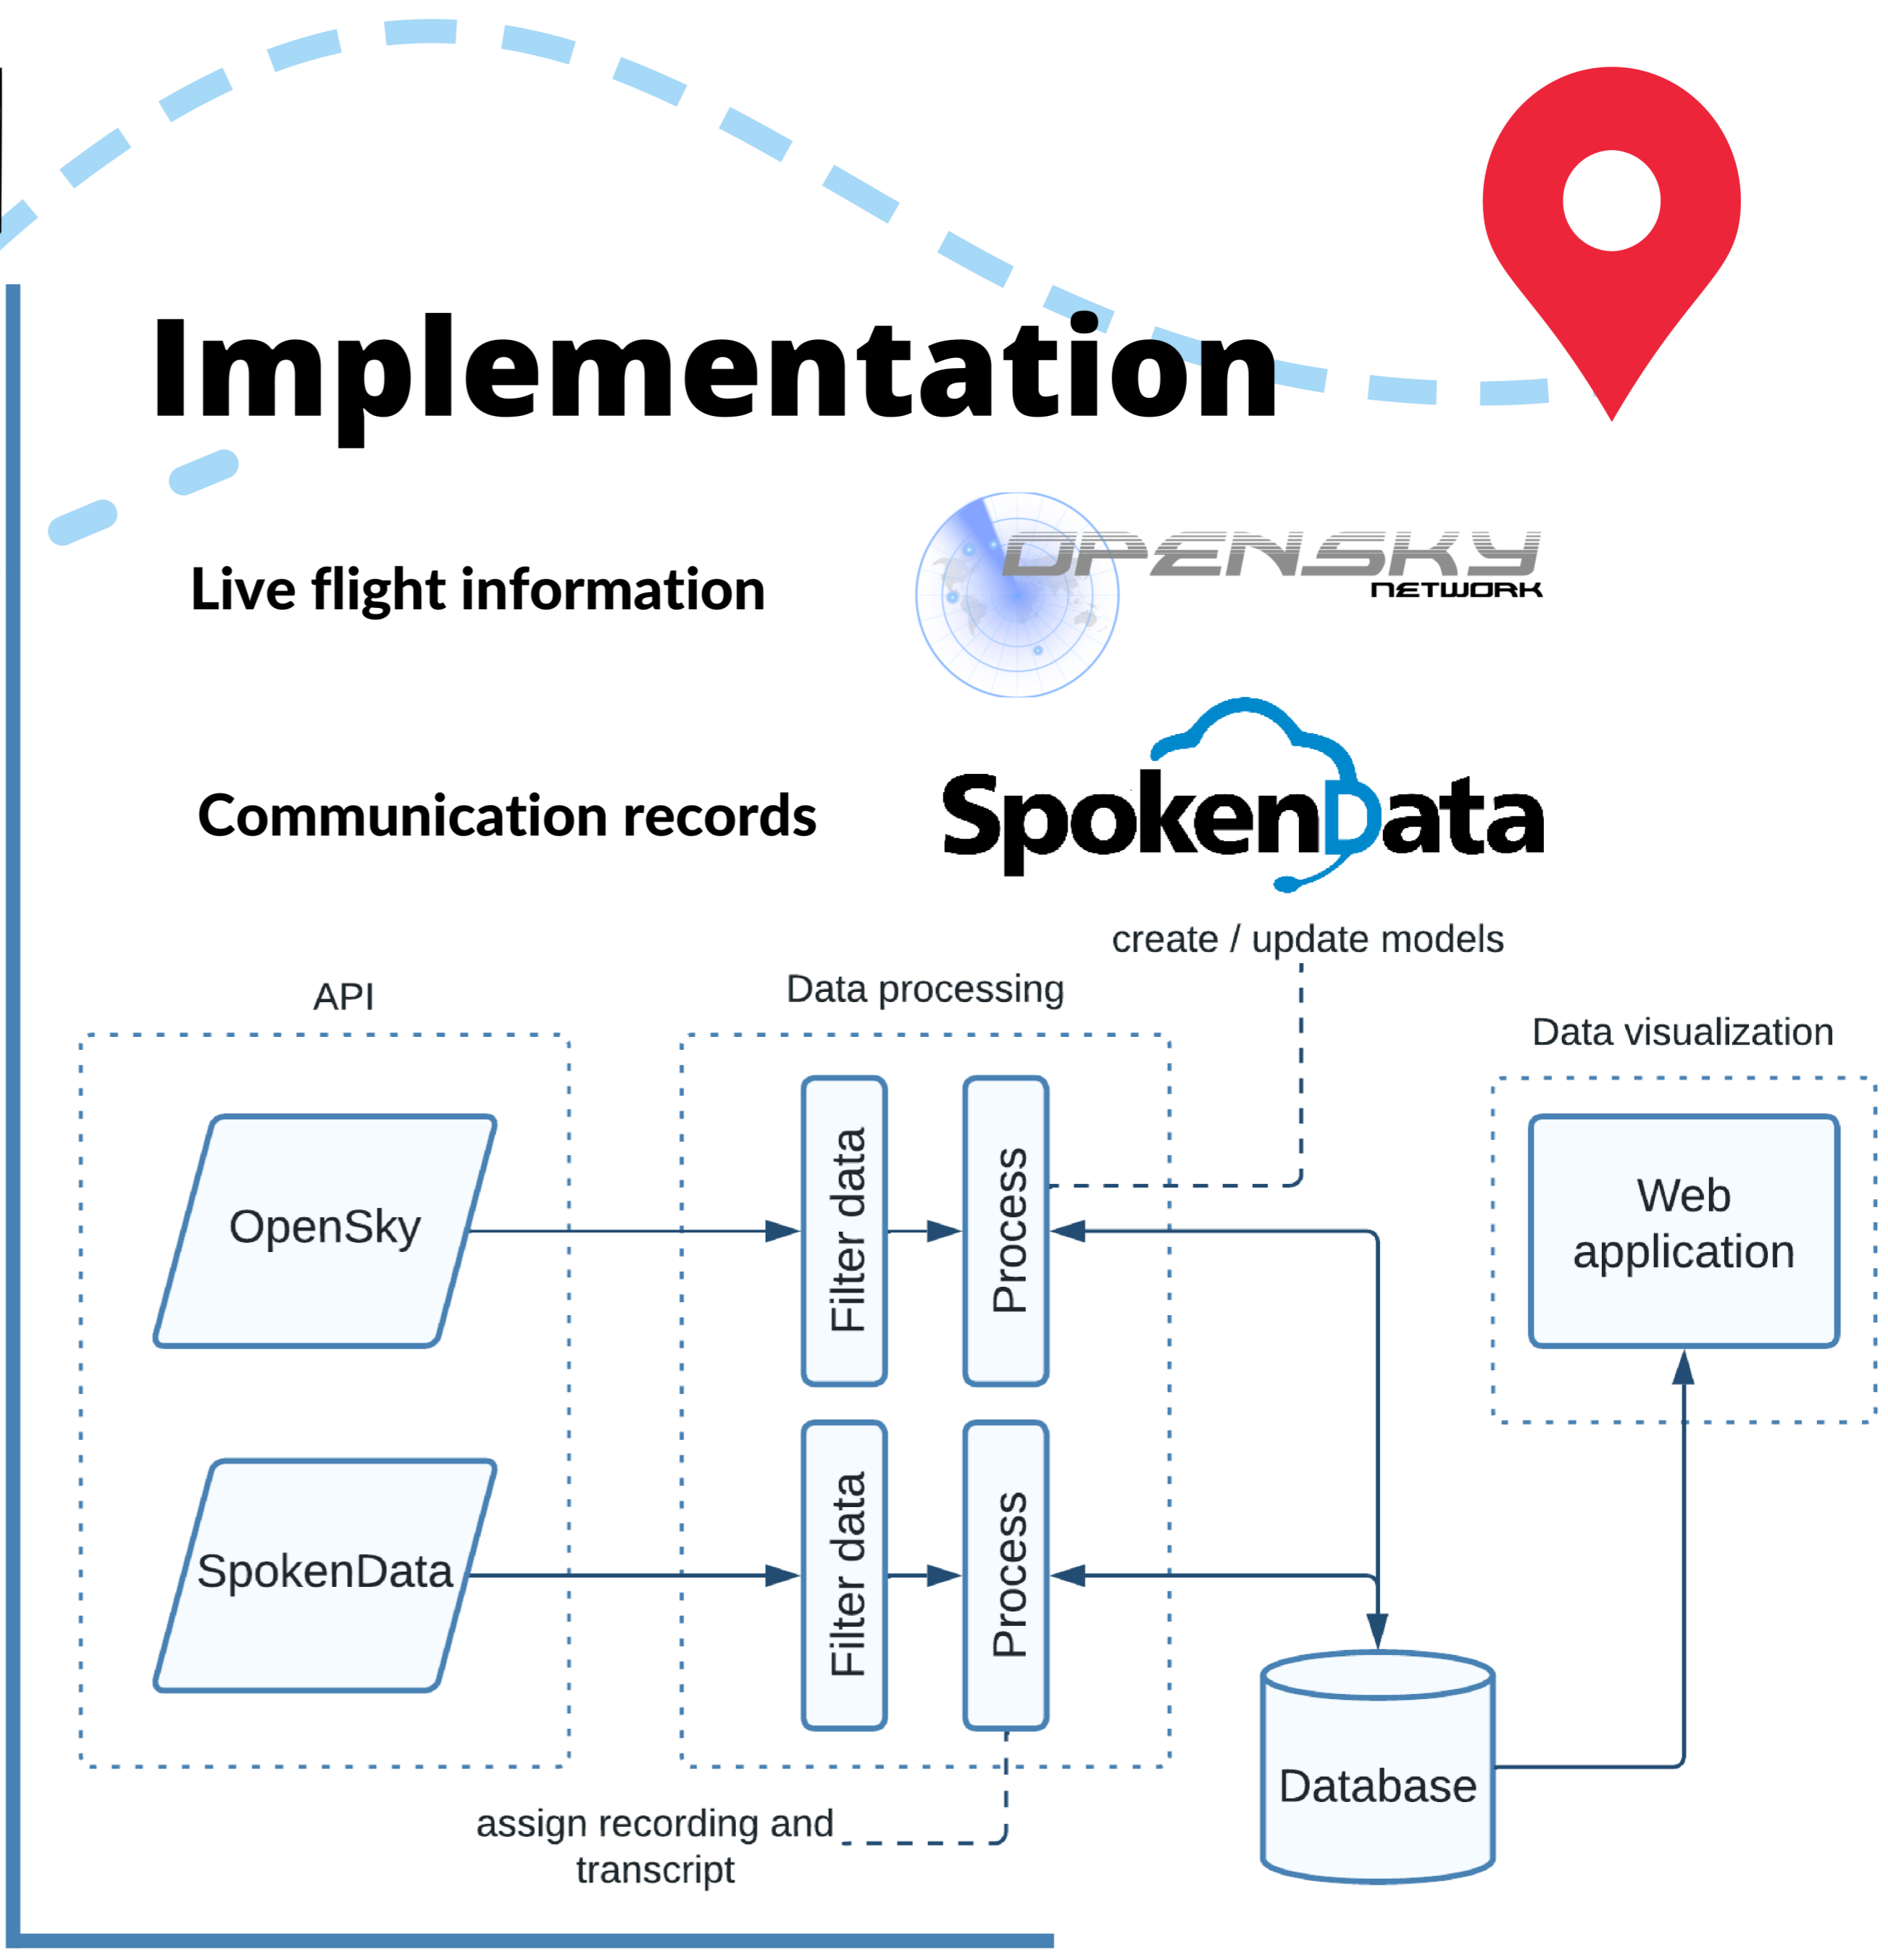 Implementation
Live flight information
OPENSKY
NETWORK
Communication records
SpokenData
create / update models
API
Data processing
Data visualization
OpenSky
Filter data
Process
Web
application
SpokenData
Filter data
Process
Database
assign recording and
transcript